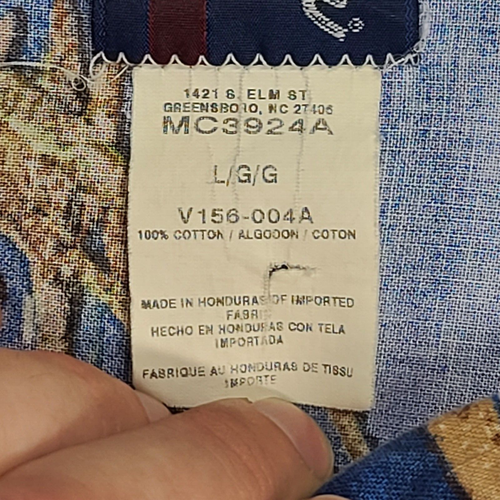 1421 S. ELM ST
GREENSBORO, NC 27406
MC3924A
L/G/G
V156-004A
100% COTTON / ALGODON / COTON
MADE IN HONDURAS OF IMPORTED
FABRIC
HECHO EN HONDURAS CON TELA
IMPORTADA
FABRIQUE AU HONDURAS DE TISSU
IMPORTE